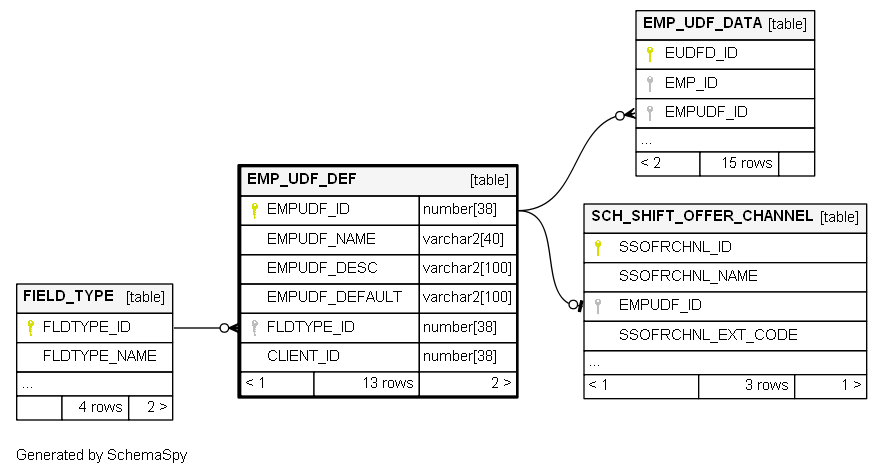 EMP_UDF_DATA [table]
EUDFD_ID
EMP_ID
EMPUDF_ID
...
< 2 15 rows
EMP_UDF_DEF [table]
EMPUDF_ID number[38]
EMPUDF_NAME varchar2[40]
EMPUDF_DESC varchar2[100]
EMPUDF_DEFAULT varchar2[100]
FLDTYPE_ID number[38]
CLIENT_ID number[38]
< 1 13 rows 2 >
SCH_SHIFT_OFFER_CHANNEL [table]
SSOFRCHNL_ID
SSOFRCHNL_NAME
EMPUDF_ID
SSOFRCHNL_EXT_CODE
...
< 1 3 rows 1 >
FIELD_TYPE [table]
FLDTYPE_ID
FLDTYPE_NAME
...
4 rows 2 >
Generated by SchemaSpy